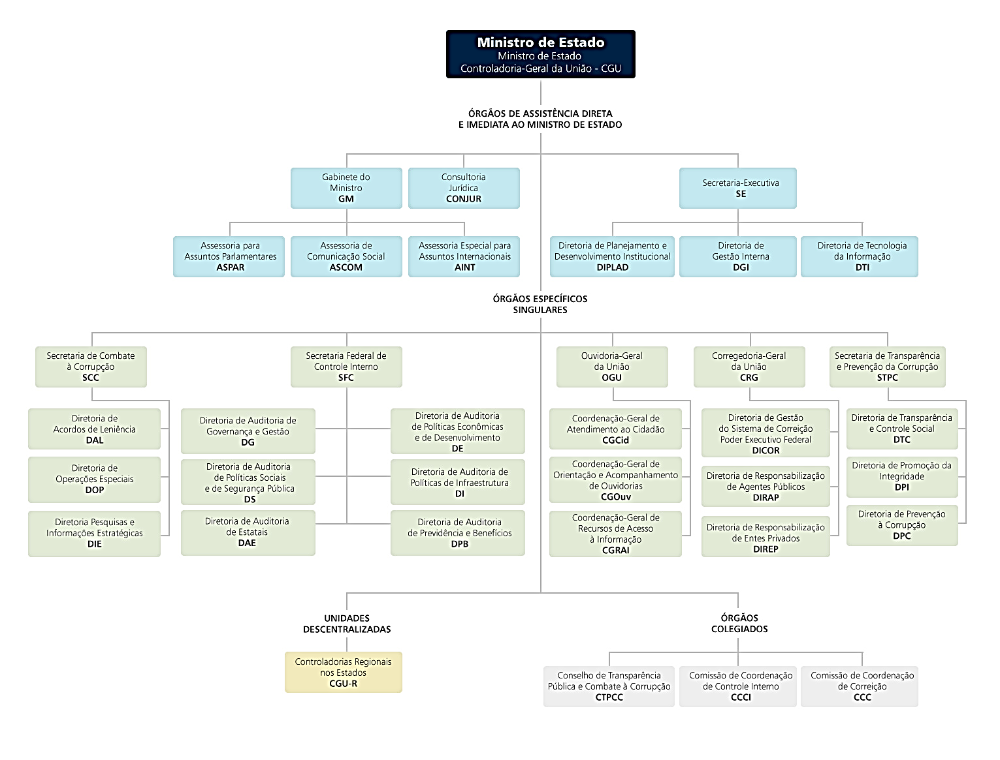 Ministro de Estado
Ministro de Estado
Controladoria-Geral da União - CGU
ÓRGÃOS DE ASSISTÊNCIA DIRETA
E IMEDIATA AO MINISTRO DE ESTADO
Gabinete do
Ministro
GM
Consultoria
Jurídica
CONJUR
Secretaria-Executiva
SE
Assessoria para
Assuntos Parlamentares
ASPAR
Assessoria de
Comunicação Social
ASCOM
Assessoria Especial para
Assuntos Internacionais
AINT
Diretoria de Planejamento e
Desenvolvimento Institucional
DIPLAD
Diretoria de
Gestão Interna
DGI
Diretoria de Tecnologia
da Informação
DTI
ÓRGÃOS ESPECÍFICOS
SINGULARES
Secretaria de Combate
à Corrupção
SCC
Secretaria Federal de
Controle Interno
SFC
Ouvidoria-Geral
da União
OGU
Corregedoria-Geral
da União
CRG
Secretaria de Transparência
e Prevenção da Corrupção
STPC
Diretoria de
Acordos de Leniência
DAL
Diretoria de
Operações Especiais
DOP
Diretoria Pesquisas e
Informações Estratégicas
DIE
Diretoria de Auditoria de
Governança e Gestão
DG
Diretoria de Auditoria
de Políticas Sociais
e de Segurança Pública
DS
Diretoria de Auditoria
de Estatais
DAE
Diretoria de Auditoria
de Políticas Econômicas
e de Desenvolvimento
DE
Diretoria de Auditoria de
Políticas de Infraestrutura
DI
Diretoria de Auditoria
de Previdência e Benefícios
DPB
Coordenação-Geral de
Atendimento ao Cidadão
CGCid
Coordenação-Geral de
Orientação e Acompanhamento
de Ouvidorias
CGOuv
Coordenação-Geral de
Recursos de Acesso
à Informação
CGRAI
Diretoria de Gestão
do Sistema de Correição
Poder Executivo Federal
DICOR
Diretoria de Responsabilização
de Agentes Públicos
DIRAP
Diretoria de Responsabilização
de Entes Privados
DIREP
Diretoria de Transparência
e Controle Social
DTC
Diretoria de Promoção da
Integridade
DPI
Diretoria de Prevenção
à Corrupção
DPC
UNIDADES
DESCENTRALIZADAS
Controladorias Regionais
nos Estados
CGU-R
ÓRGÃOS
COLEGIADOS
Conselho de Transparência
Pública e Combate à Corrupção
CTPCC
Comissão de Coordenação
de Controle Interno
CCCI
Comissão de Coordenação
de Correição
CCC